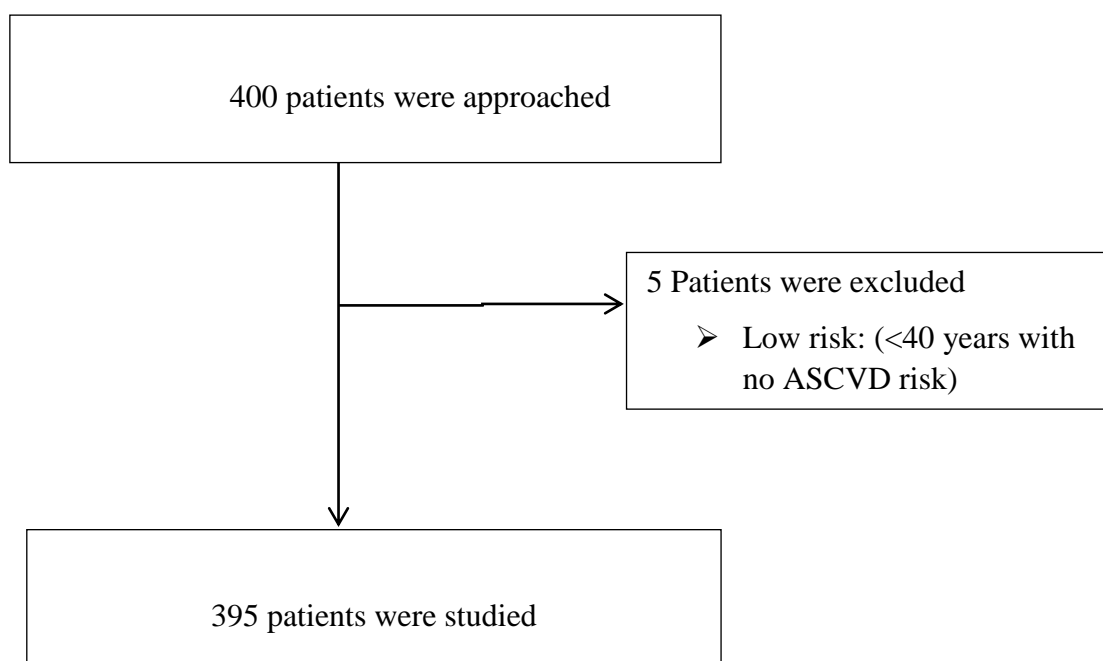 400 patients were approached
5 Patients were excluded
➢ Low risk: (<40 years with
no ASCVD risk)
395 patients were studied